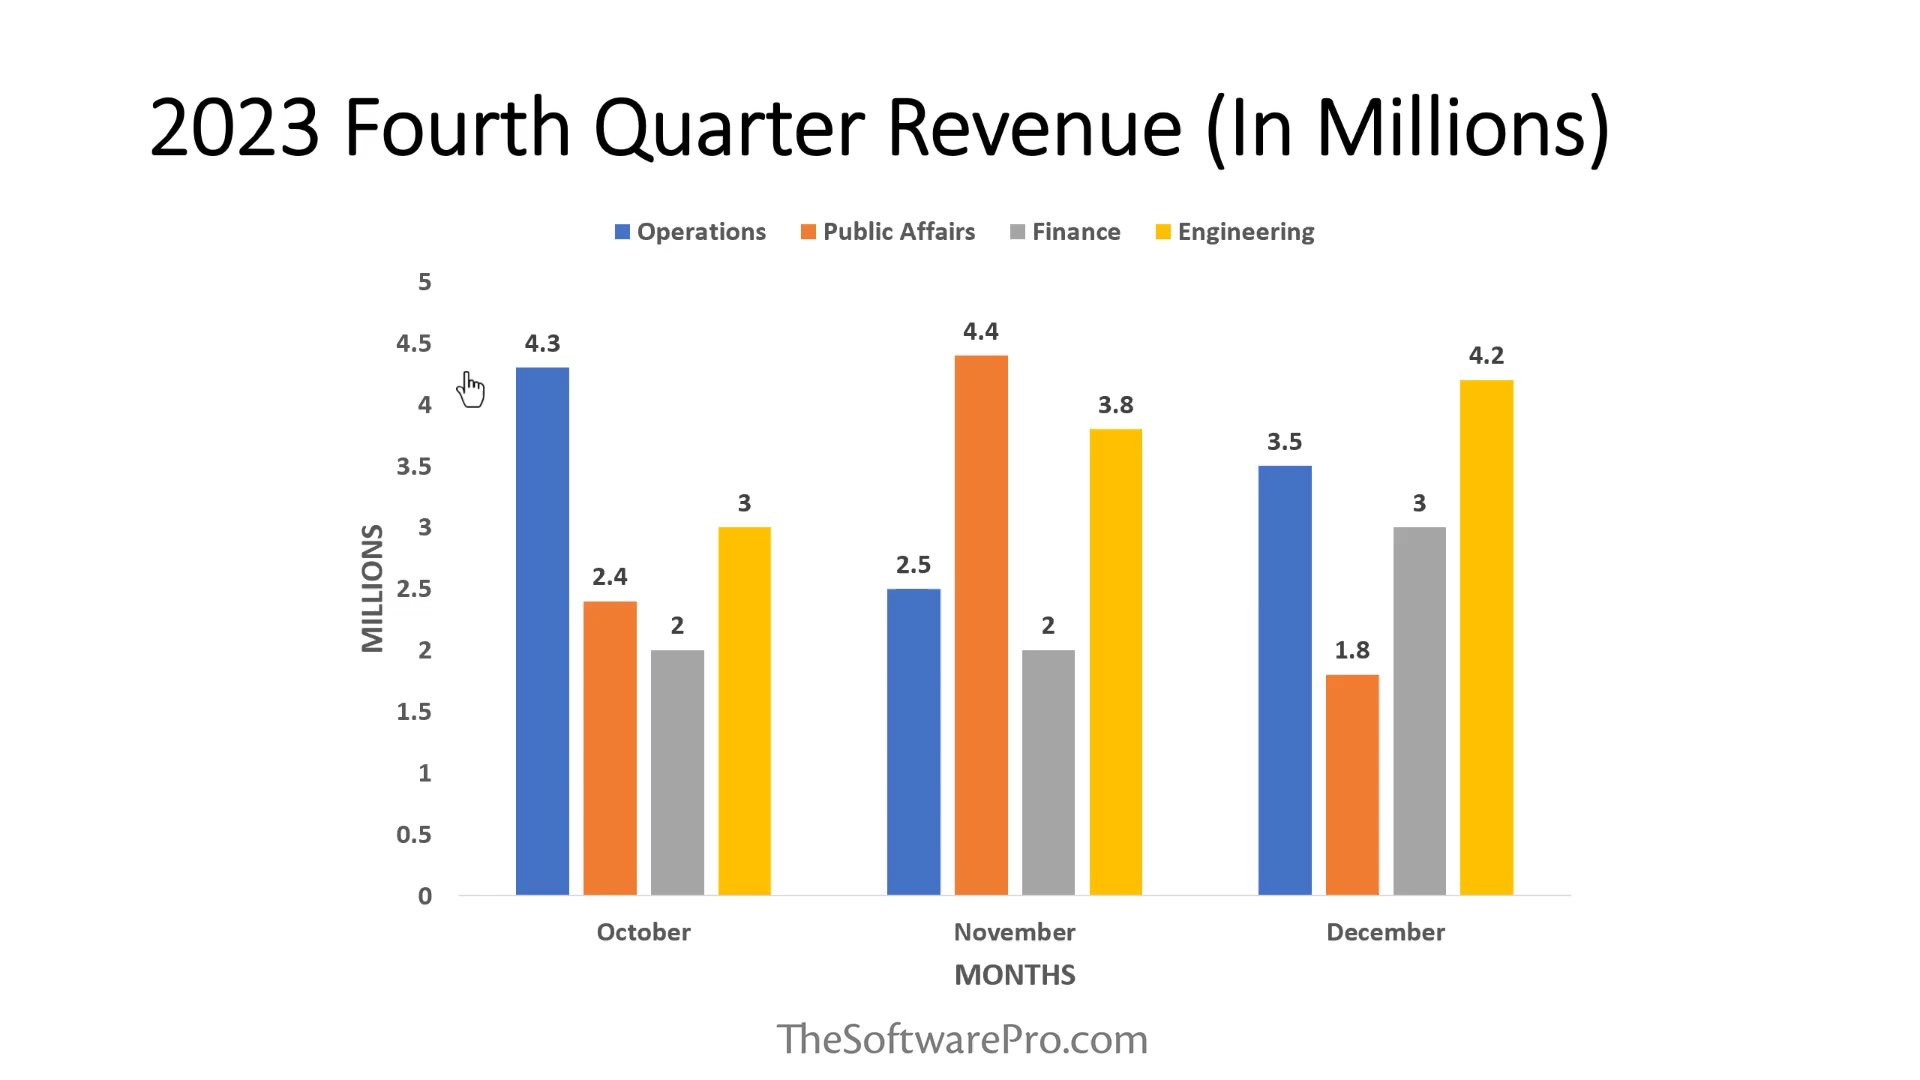 2023 Fourth Quarter Revenue (In Millions)
Operations Public Affairs Finance Engineering
5
4.5
4
3.5
3
2.5
2
1.5
1
0.5
0
MILLIONS
4.3 2.4 2 3
2.5 4.4 2 3.8
3.5 1.8 3 4.2
October November December
MONTHS
TheSoftwarePro.com